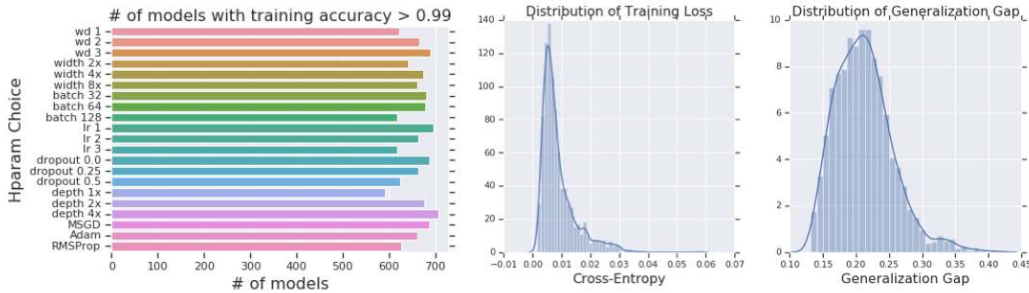 # of models with training accuracy > 0.99
Hparam Choice
wd 1
wd 2
wd 3
width 2x
width 4x
width 8x
batch 32
batch 64
batch 128
lr 1
lr 2
lr 3
dropout 0.0
dropout 0.25
dropout 0.5
depth 1x
depth 2x
depth 4x
MSGD
Adam
RMSProp
0 100 200 300 400 500 600 700
# of models
Distribution of Training Loss
140
120
100
80
60
40
20
0
−0.01 0.00 0.01 0.02 0.03 0.04 0.05 0.06 0.07
Cross-Entropy
Distribution of Generalization Gap
10
8
6
4
2
0
0.10 0.15 0.20 0.25 0.30 0.35 0.40 0.45
Generalization Gap